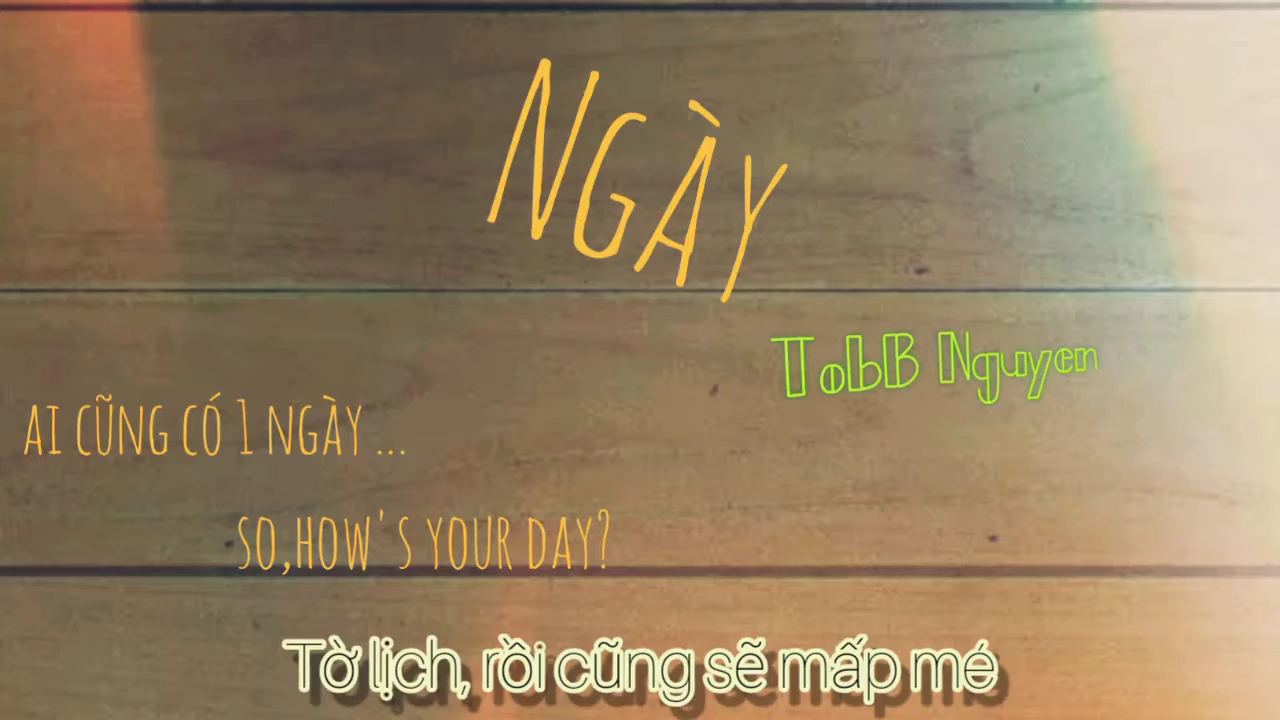 NGÀY
TobB Nguyen
AI CŨNG CÓ 1 NGÀY ...
SO,HOW'S YOUR DAY?
Tờ lịch, rồi cũng sẽ mấp mé